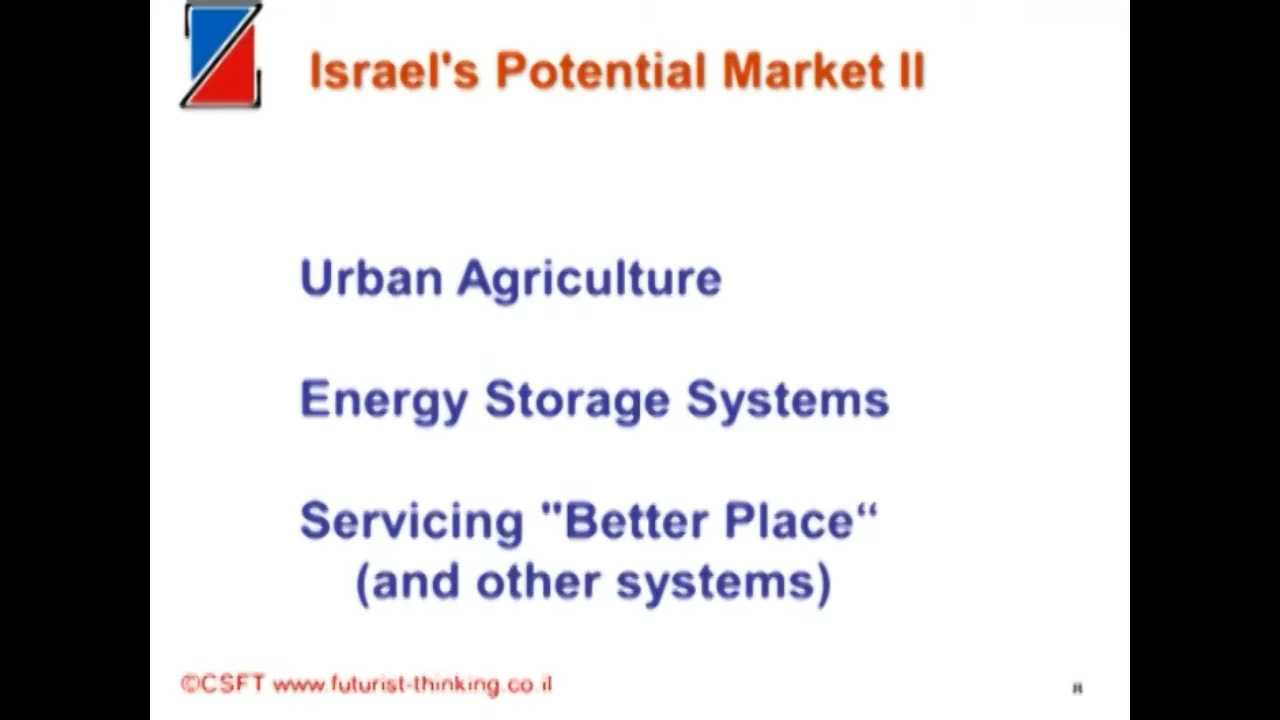 Israel's Potential Market II
Urban Agriculture
Energy Storage Systems
Servicing "Better Place“
(and other systems)
©CSFT www.futurist-thinking.co.il
8